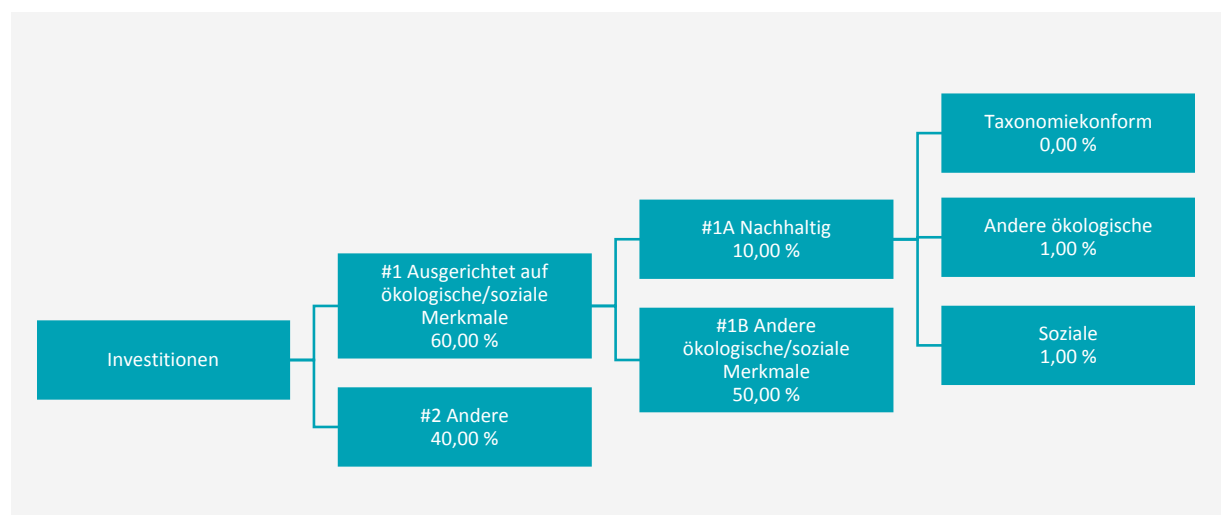 Investitionen
#1 Ausgerichtet auf
ökologische/soziale
Merkmale
60,00 %
#2 Andere
40,00 %
#1A Nachhaltig
10,00 %
#1B Andere
ökologische/soziale
Merkmale
50,00 %
Taxonomiekonform
0,00 %
Andere ökologische
1,00 %
Soziale
1,00 %